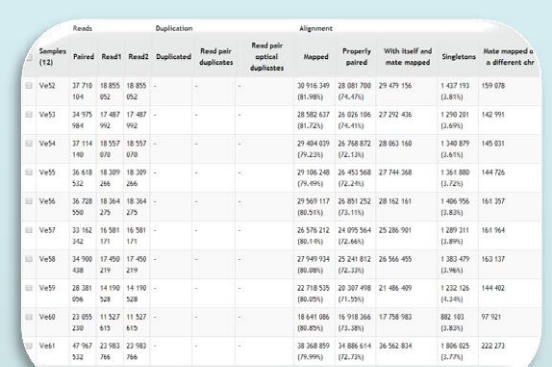 Reads Duplication Alignment
Samples (12) Paired Read1 Read2 Duplicated Read pair duplicates Read pair optical duplicates Mapped Properly paired With itself and mate mapped Singletons Mate mapped a different chr
Ve52 37 710 104 18 855 052 18 855 052 - - - 30 916 349 (81.98%) 28 081 700 (74.47%) 29 479 156 1 437 193 (3.81%) 159 078
Ve53 34 975 984 17 487 992 17 487 992 - - - 28 582 637 (81.72%) 26 026 106 (74.41%) 27 292 436 1 290 201 (3.69%) 142 991
Ve54 37 114 140 18 557 070 18 557 070 - - - 29 404 039 (79.23%) 26 768 872 (72.13%) 28 063 160 1 340 879 (3.61%) 145 031
Ve55 36 618 532 18 309 266 18 309 266 - - - 29 106 248 (79.49%) 26 453 568 (72.24%) 27 744 368 1 361 880 (3.72%) 144 726
Ve56 36 728 550 18 364 275 18 364 275 - - - 29 569 117 (80.51%) 26 851 252 (73.11%) 28 162 161 1 406 956 (3.83%) 161 357
Ve57 33 162 342 16 581 171 16 581 171 - - - 26 576 212 (80.14%) 24 095 564 (72.66%) 25 286 901 1 289 311 (3.89%) 161 964
Ve58 34 900 438 17 450 219 17 450 219 - - - 27 949 934 (80.08%) 25 241 812 (72.33%) 26 566 455 1 383 479 (3.96%) 163 137
Ve59 28 381 056 14 190 528 14 190 528 - - - 22 718 535 (80.05%) 20 307 498 (71.55%) 21 486 409 1 232 126 (4.34%) 144 402
Ve60 23 055 230 11 527 615 11 527 615 - - - 18 641 086 (80.85%) 16 918 366 (73.38%) 17 758 983 882 103 (3.83%) 97 921
Ve61 47 967 532 23 983 766 23 983 766 - - - 38 368 859 (79.99%) 34 886 614 (72.73%) 36 562 834 1 806 025 (3.77%) 222 273